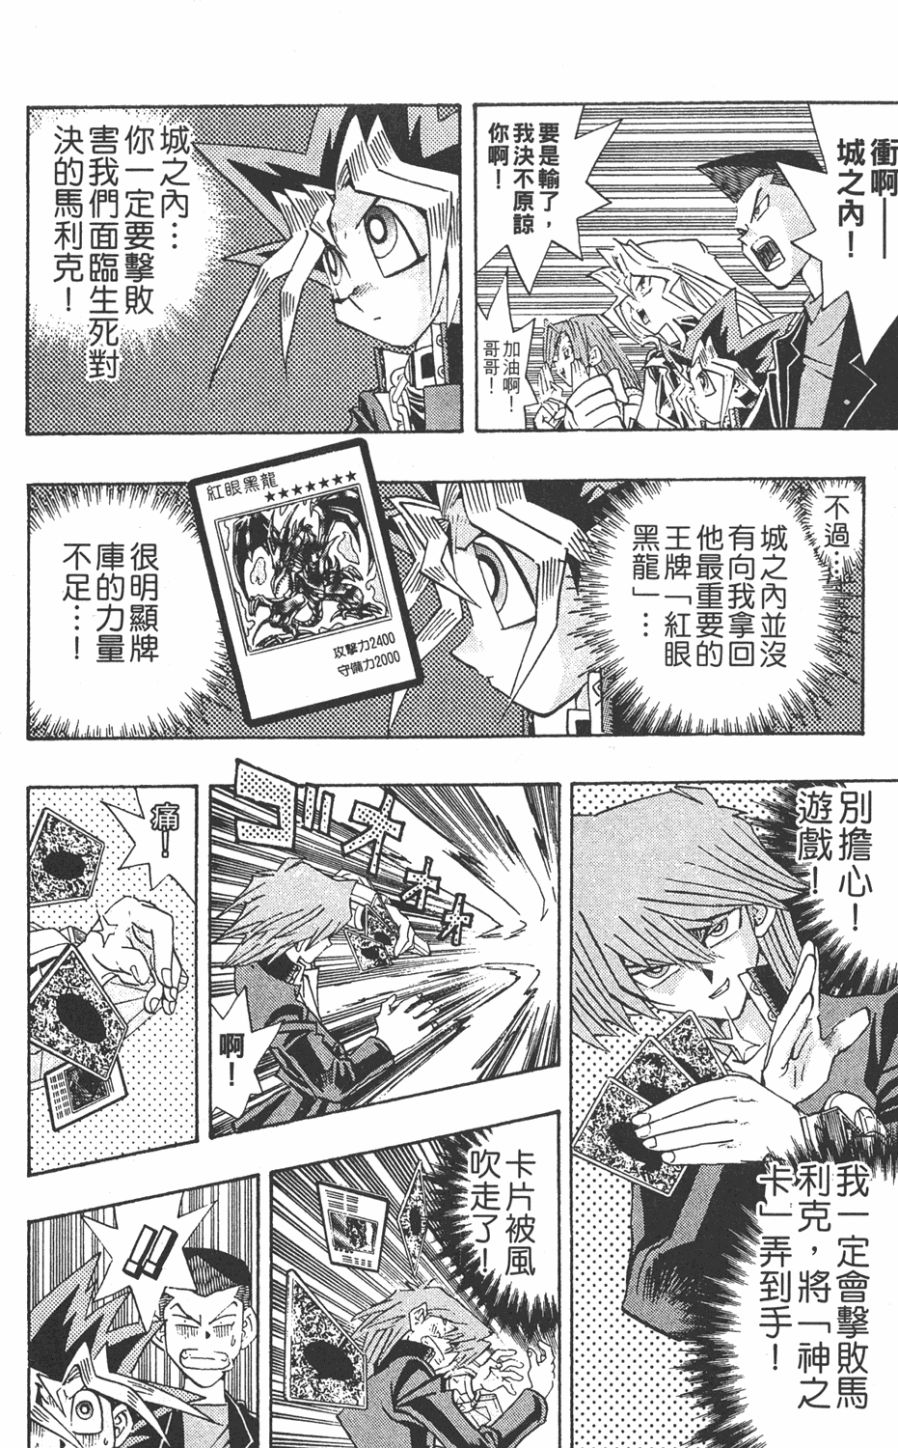 衝啊——
城之內！
要是輸了，
我決不原諒
你啊！
加油啊！
哥哥！
城之內…
你一定要擊敗
害我們面臨生死對
決的馬利克！
不過…
城之內並沒
有向我拿回
他最重要的
王牌「紅眼
黑龍」…
紅眼黑龍
★★★★★★★
攻擊力2400
守備力2000
很明顯牌
庫的力量
不足…！
別擔心！
遊戲！
我一定會擊敗馬
利克，將「神之
卡」弄到手！
ゴオオオオ
啊！
痛！
卡片被風
吹走了！
!!